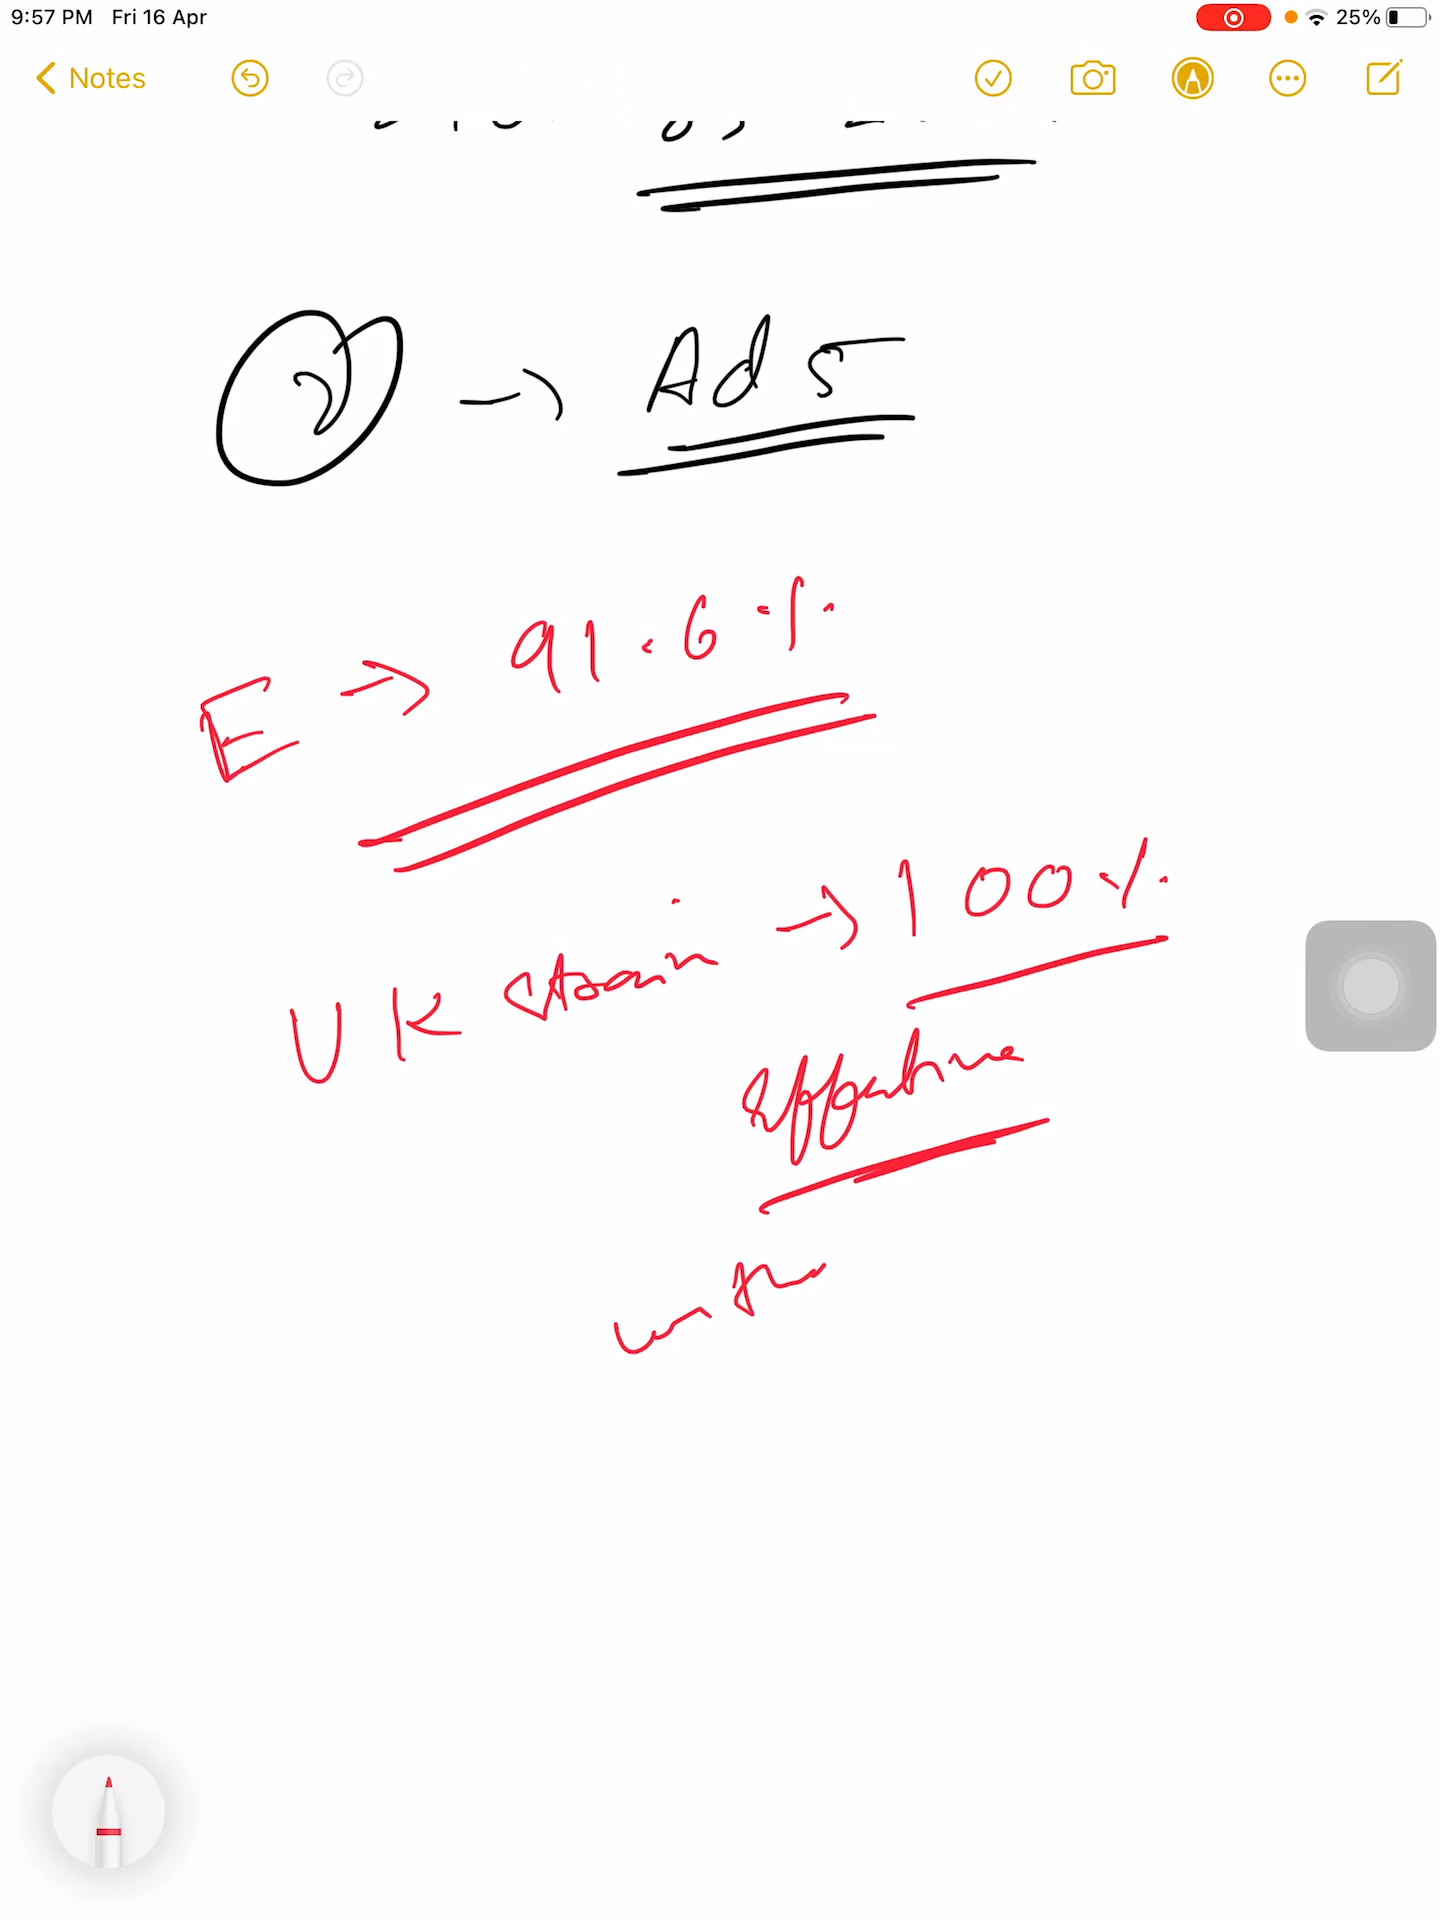 9:57 PM Fri 16 Apr
25%
Notes
2 → Ad 5
E → 91.6 %
UK strain → 100 %
Effective